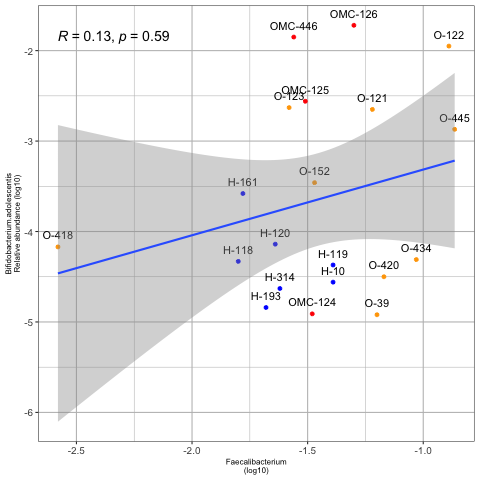 R = 0.13, p = 0.59
OMC-126
OMC-446
O-122
OMC-125
O-123
O-121
O-445
O-152
H-161
O-418
H-120
H-118
O-434
H-119
O-420
H-10
H-314
H-193
OMC-124
O-39
-2
-3
-4
-5
-6
-2.5
-2.0
-1.5
-1.0
Bifidobacterium.adolescentis
Relative abundance (log10)
Faecalibacterium
(log10)